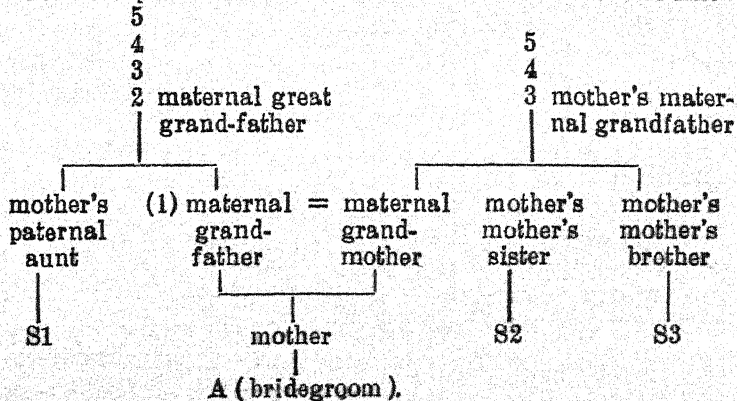 5
4
3
2 maternal great grand-father
5
4
3 mother's mater-
nal grandfather
mother's paternal aunt
(1) maternal grand-father
=
maternal grand-mother
mother's mother's sister
mother's mother's brother
S1
mother
S2
S3
A (bridegroom).